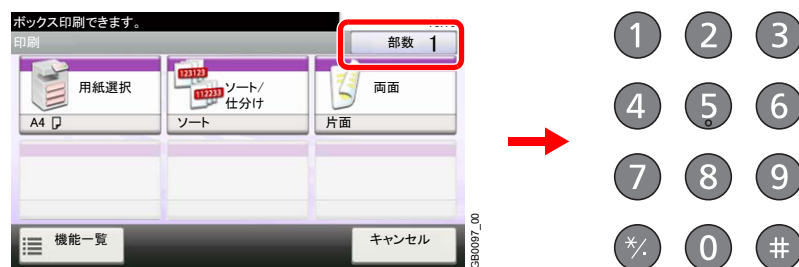 ボックス印刷できます。
印刷
部数 1
123123
112233
用紙選択
ソート/
仕分け
両面
A4
ソート
片面
機能一覧
キャンセル
GB0097_00
1 2 3
4 5 6
7 8 9
*/. 0 #